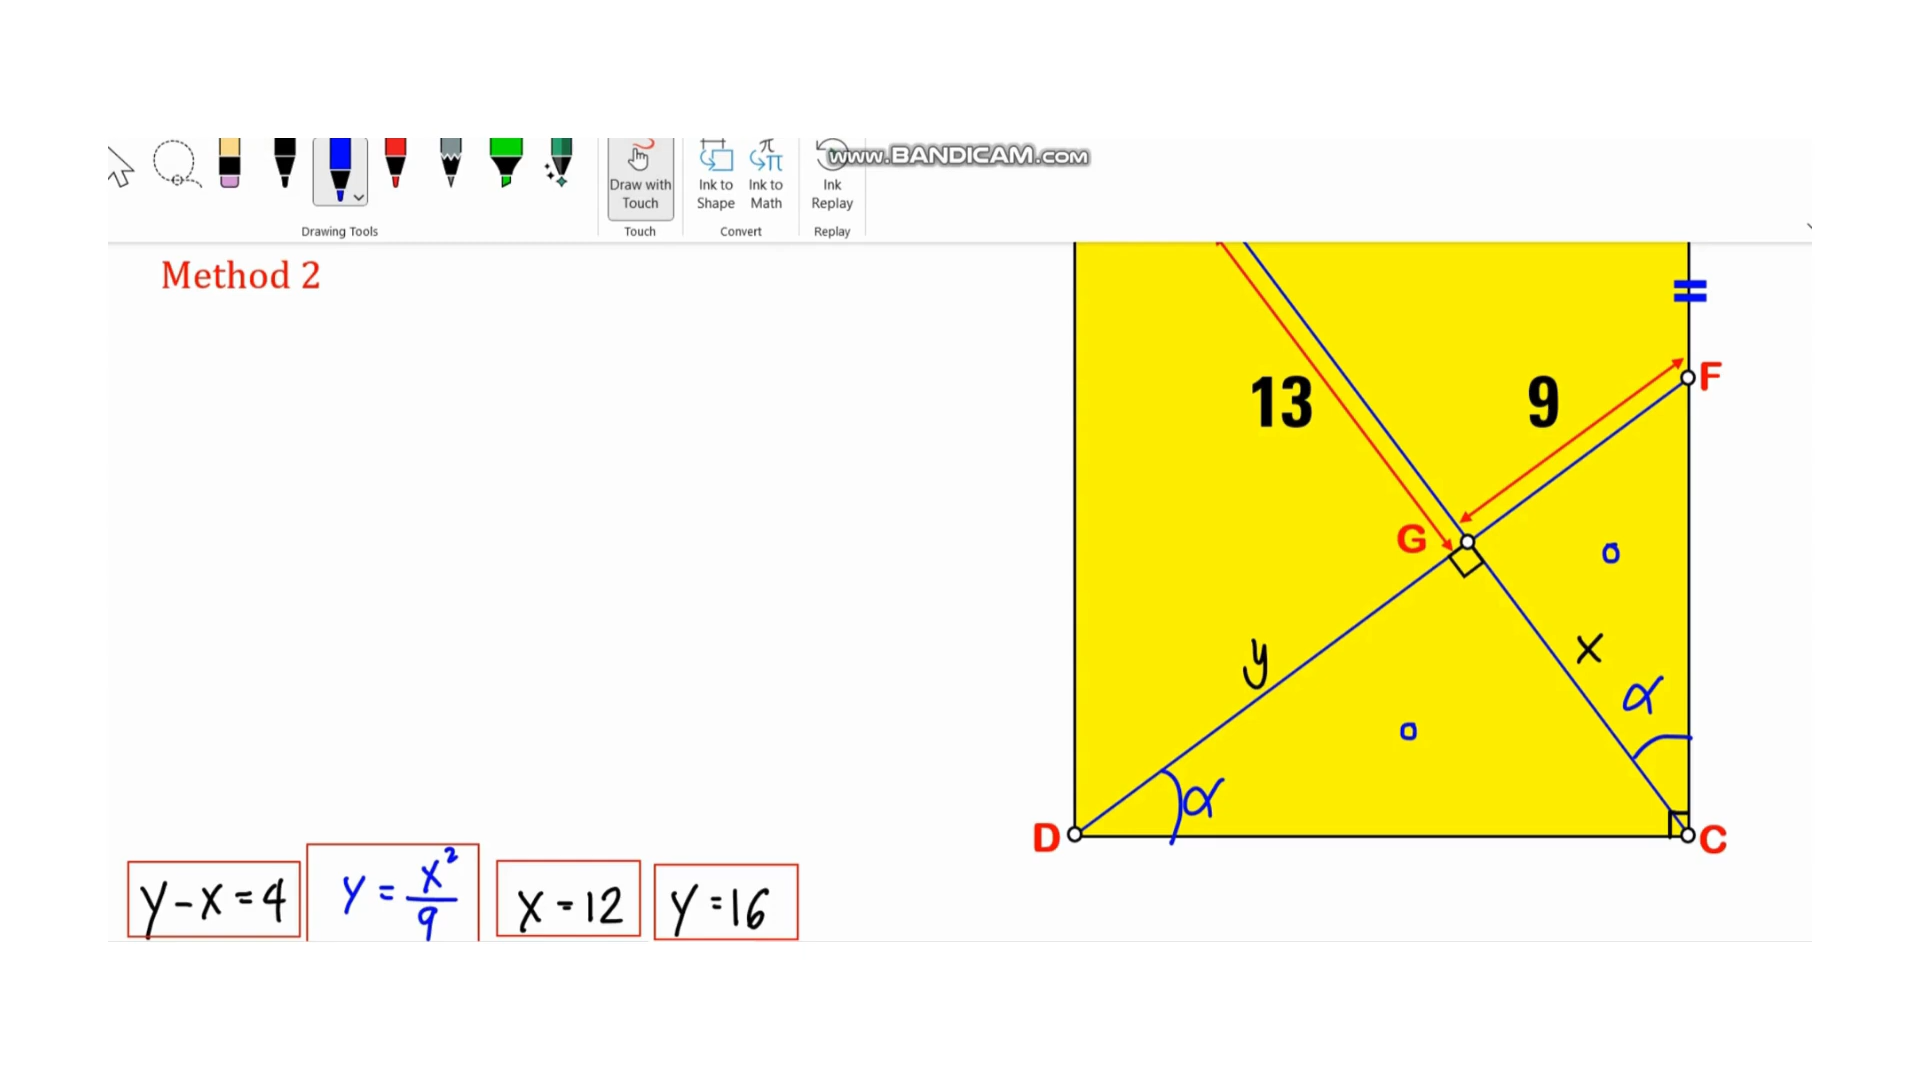 www.BANDICAM.com
Draw with Touch
Ink to Shape
Ink to Math
Ink Replay
Drawing Tools
Touch
Convert
Replay
Method 2
=
F
13
9
G
y
x
α
α
D
C
y-x=4
y = x²/9
x=12
y=16